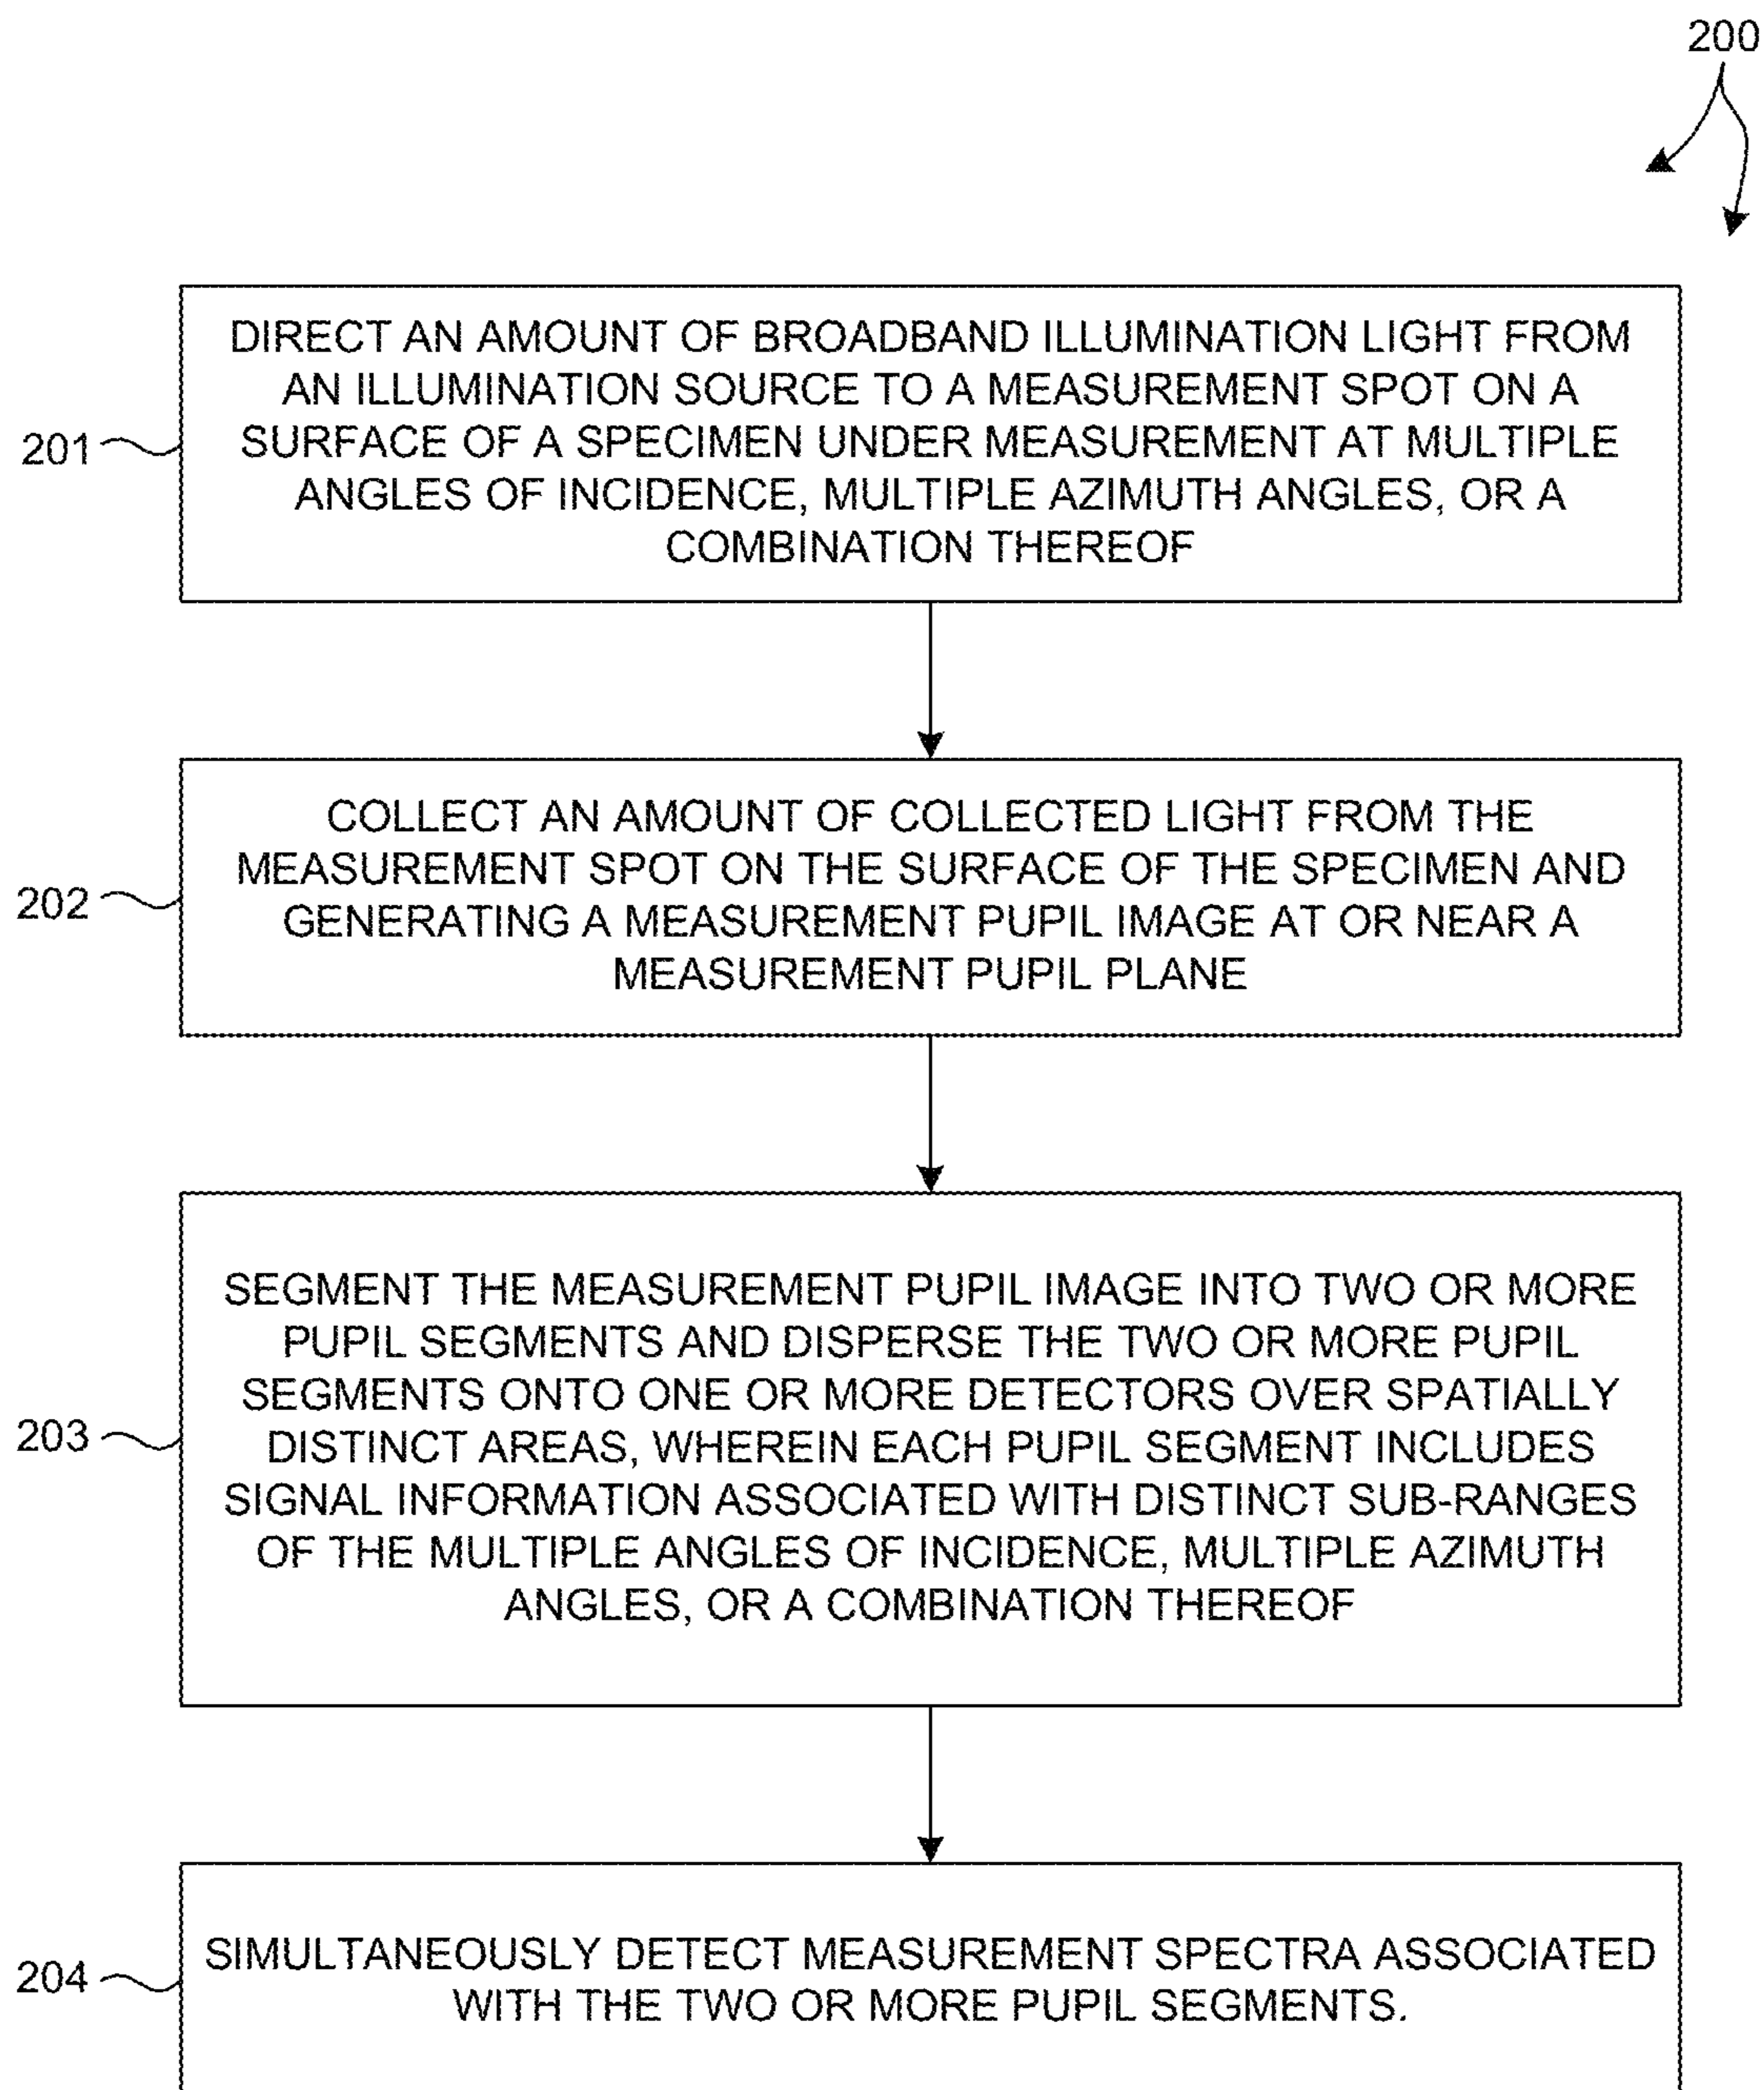 200
DIRECT AN AMOUNT OF BROADBAND ILLUMINATION LIGHT FROM
AN ILLUMINATION SOURCE TO A MEASUREMENT SPOT ON A
SURFACE OF A SPECIMEN UNDER MEASUREMENT AT MULTIPLE
ANGLES OF INCIDENCE, MULTIPLE AZIMUTH ANGLES, OR A
COMBINATION THEREOF
201
COLLECT AN AMOUNT OF COLLECTED LIGHT FROM THE
MEASUREMENT SPOT ON THE SURFACE OF THE SPECIMEN AND
GENERATING A MEASUREMENT PUPIL IMAGE AT OR NEAR A
MEASUREMENT PUPIL PLANE
202
SEGMENT THE MEASUREMENT PUPIL IMAGE INTO TWO OR MORE
PUPIL SEGMENTS AND DISPERSE THE TWO OR MORE PUPIL
SEGMENTS ONTO ONE OR MORE DETECTORS OVER SPATIALLY
DISTINCT AREAS, WHEREIN EACH PUPIL SEGMENT INCLUDES
SIGNAL INFORMATION ASSOCIATED WITH DISTINCT SUB-RANGES
OF THE MULTIPLE ANGLES OF INCIDENCE, MULTIPLE AZIMUTH
ANGLES, OR A COMBINATION THEREOF
203
SIMULTANEOUSLY DETECT MEASUREMENT SPECTRA ASSOCIATED
WITH THE TWO OR MORE PUPIL SEGMENTS.
204